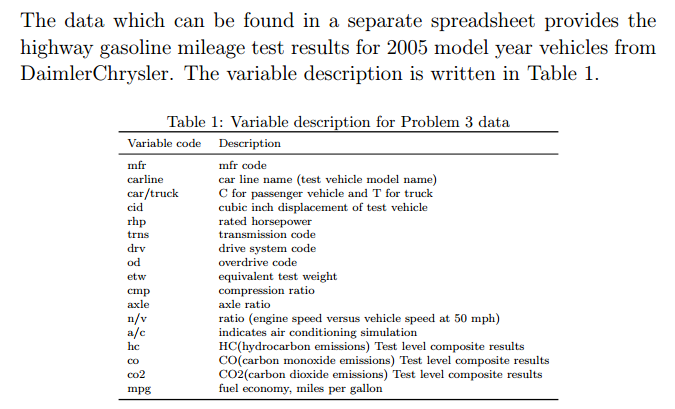 The data which can be found in a separate spreadsheet provides the
highway gasoline mileage test results for 2005 model year vehicles from
DaimlerChrysler. The variable description is written in Table 1.
Table 1: Variable description for Problem 3 data
Variable code Description
mfr mfr code
carline car line name (test vehicle model name)
car/truck C for passenger vehicle and T for truck
cid cubic inch displacement of test vehicle
rhp rated horsepower
trns transmission code
drv drive system code
od overdrive code
etw equivalent test weight
cmp compression ratio
axle axle ratio
n/v ratio (engine speed versus vehicle speed at 50 mph)
a/c indicates air conditioning simulation
hc HC(hydrocarbon emissions) Test level composite results
co CO(carbon monoxide emissions) Test level composite results
co2 CO2(carbon dioxide emissions) Test level composite results
mpg fuel economy, miles per gallon